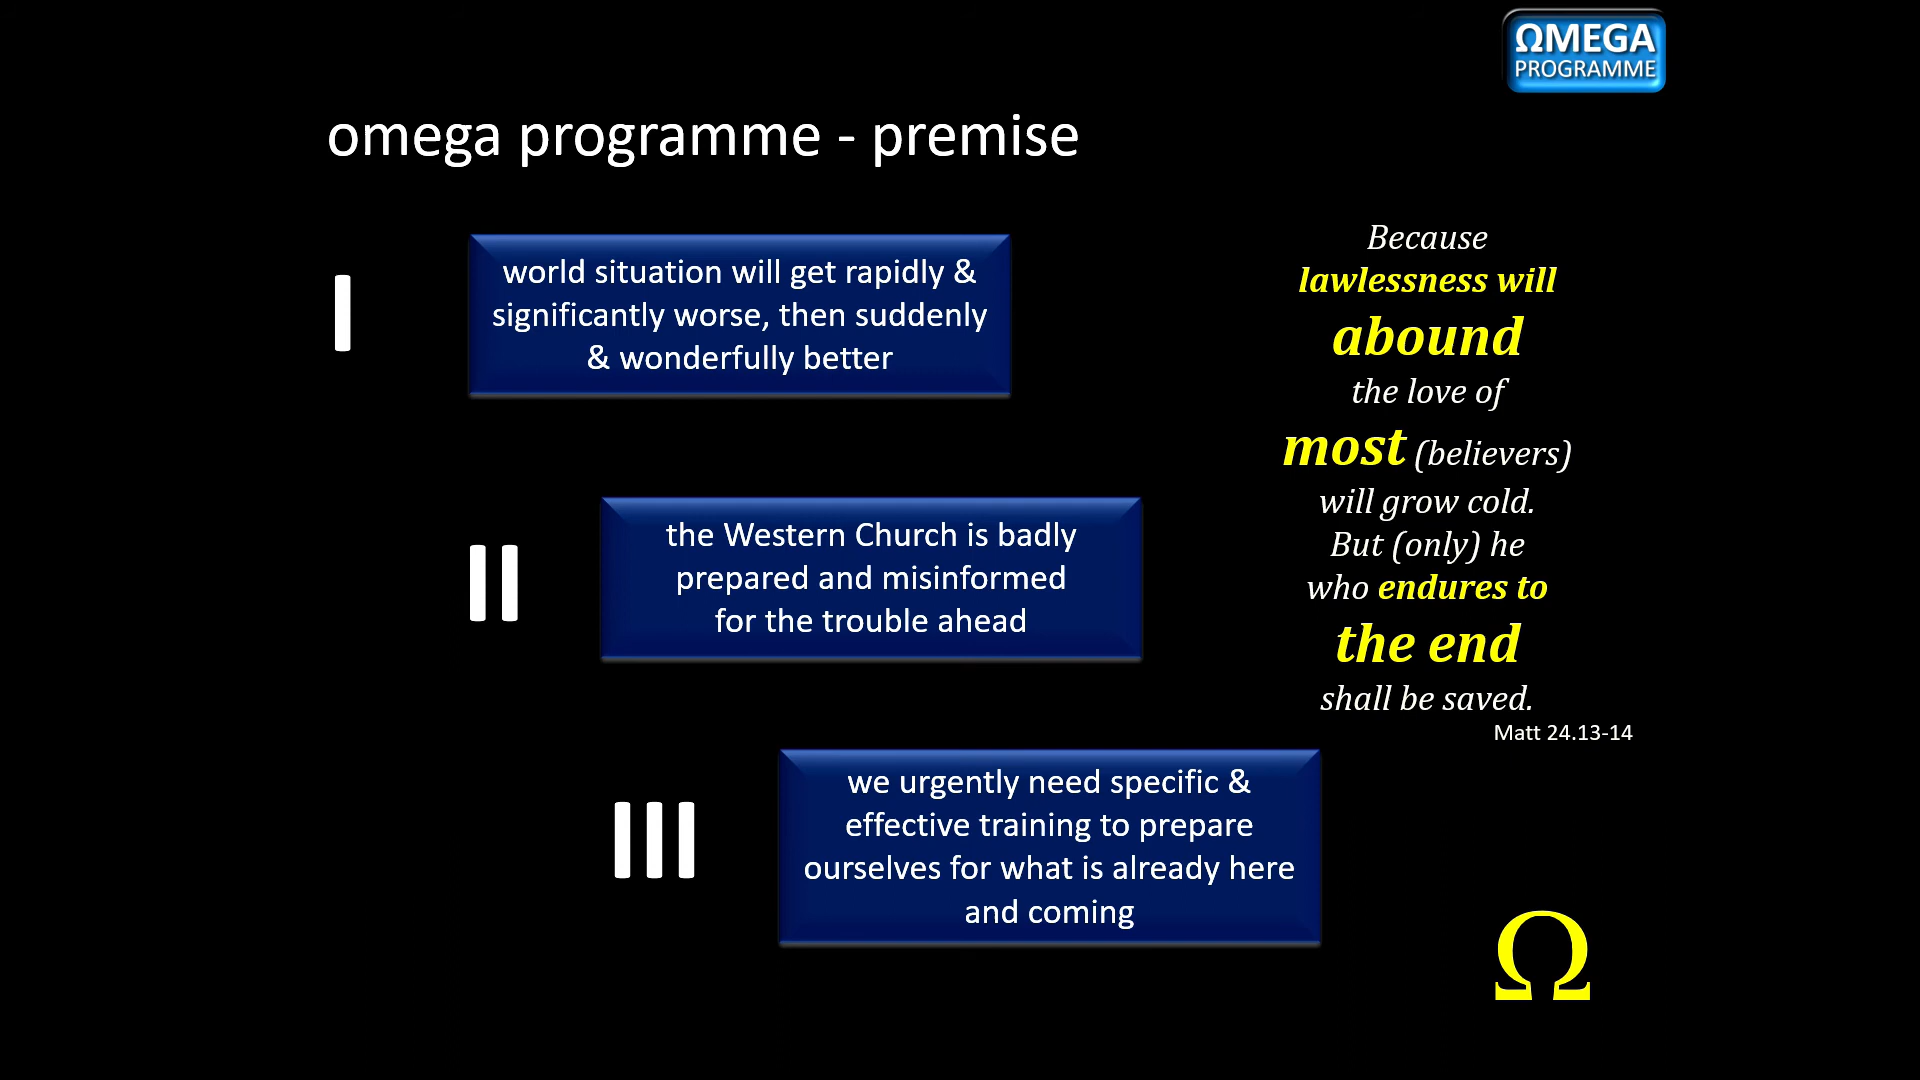 ΩMEGA
PROGRAMME
omega programme - premise
I
world situation will get rapidly &
significantly worse, then suddenly
& wonderfully better
II
the Western Church is badly
prepared and misinformed
for the trouble ahead
III
we urgently need specific &
effective training to prepare
ourselves for what is already here
and coming
Because
lawlessness will
abound
the love of
most (believers)
will grow cold.
But (only) he
who endures to
the end
shall be saved.
Matt 24.13-14
Ω